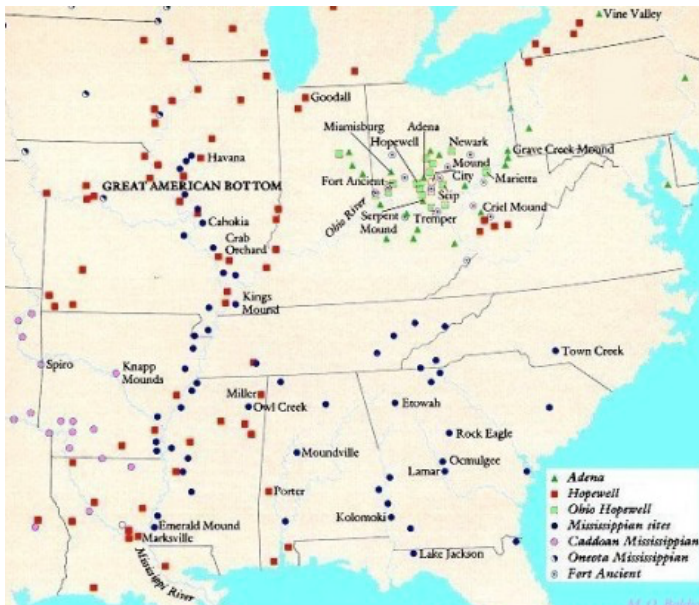 Vine Valley
Goodall
Miamisburg
Hopewell
Adena
Newark
Mound
City
Grave Creek Mound
Marietta
Havana
GREAT AMERICAN BOTTOM
Fort Ancient
Seip
Ohio River
Serpent
Mound
Tremper
Criel Mound
Cahokia
Crab
Orchard
Kings
Mound
Spiro
Knapp
Mounds
Town Creek
Miller
Owl Creek
Etowah
Rock Eagle
Moundville
Ocmulgee
Lamar
Porter
Kolomoki
Emerald Mound
Marksville
Lake Jackson
Mississippi
River
Adena
Hopewell
Ohio Hopewell
Mississippian sites
Caddoan Mississippian
Oneota Mississippian
Fort Ancient